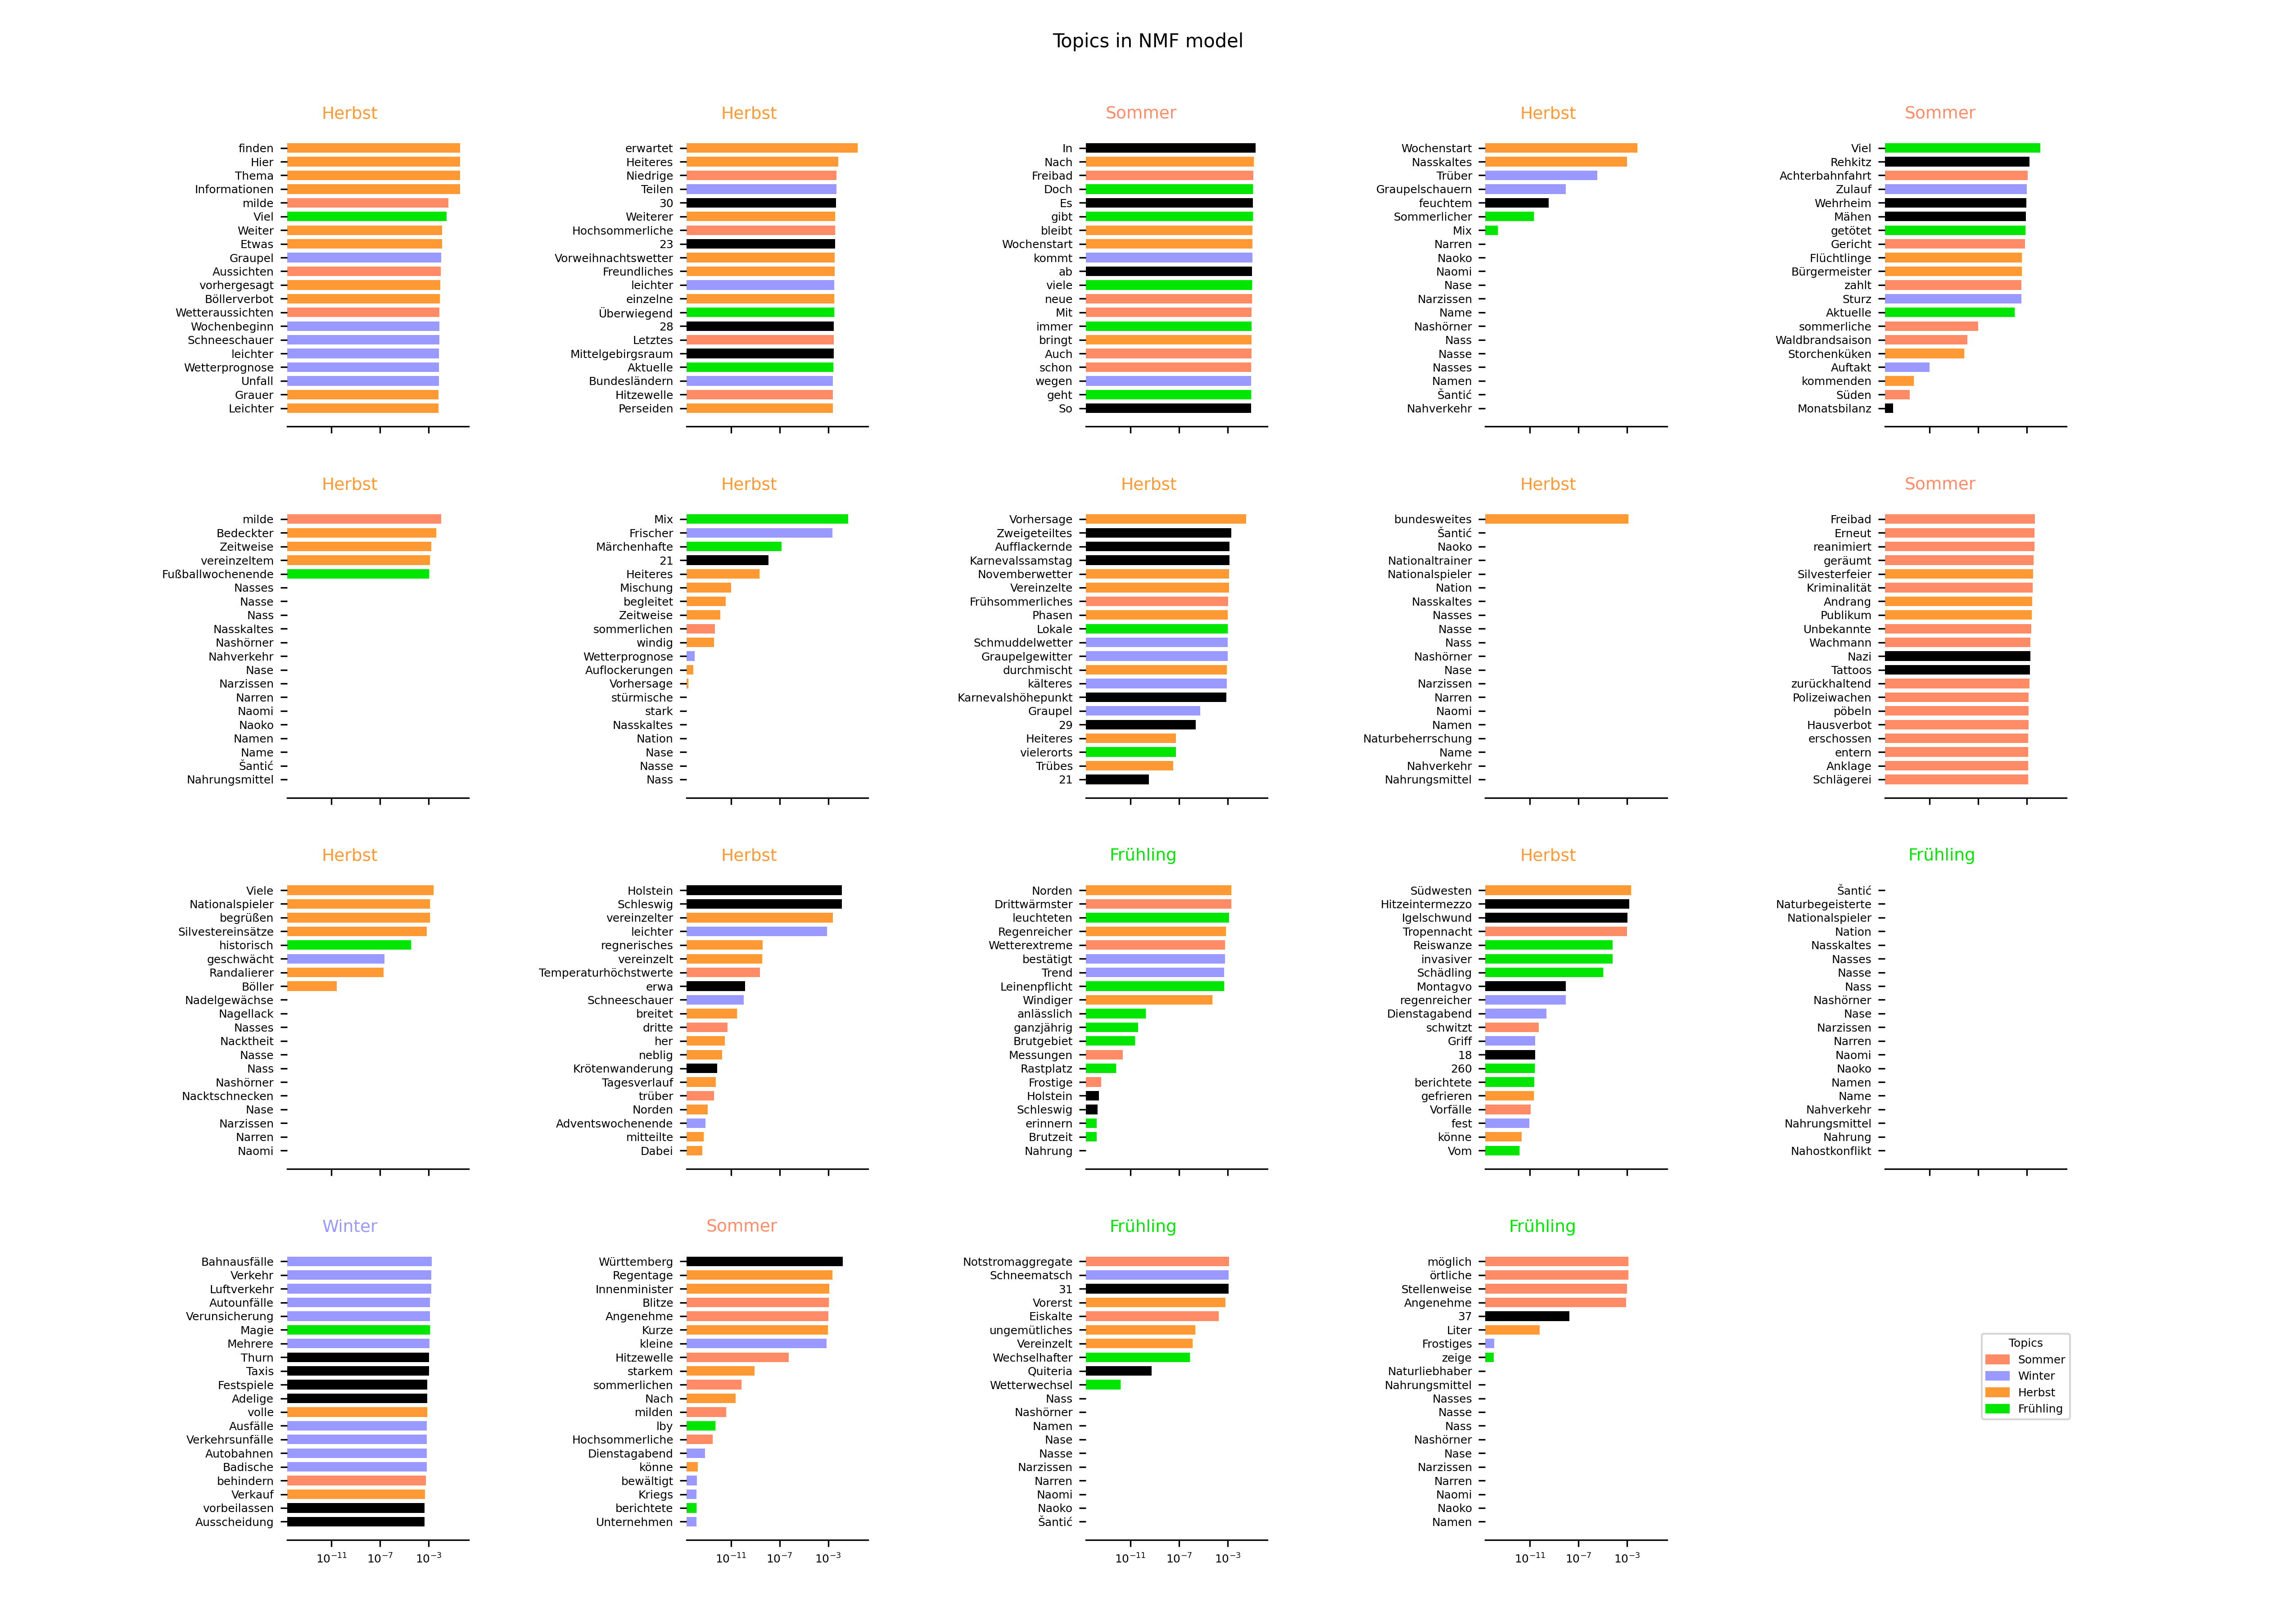 Topics in NMF model
Herbst
finden
Hier
Thema
Informationen
milde
Viel
Weiter
Etwas
Graupel
Aussichten
vorhergesagt
Böllerverbot
Wetteraussichten
Wochenbeginn
Schneeschauer
leichter
Wetterprognose
Unfall
Grauer
Leichter
Herbst
erwartet
Heiteres
Niedrige
Teilen
30
Weiterer
Hochsommerliche
23
Vorweihnachtswetter
Freundliches
leichter
einzelne
Überwiegend
28
Letztes
Mittelgebirgsraum
Aktuelle
Bundesländern
Hitzewelle
Perseiden
Sommer
In
Nach
Freibad
Doch
Es
gibt
bleibt
Wochenstart
kommt
ab
viele
neue
Mit
immer
bringt
Auch
schon
wegen
geht
So
Herbst
Wochenstart
Nasskaltes
Trüber
Graupelschauern
feuchtem
Sommerlicher
Mix
Narren
Naoko
Naomi
Nase
Narzissen
Name
Nashörner
Nass
Nasse
Nasses
Namen
Šantić
Nahverkehr
Sommer
Viel
Rehkitz
Achterbahnfahrt
Zulauf
Wehrheim
Mähen
getötet
Gericht
Flüchtlinge
Bürgermeister
zahlt
Sturz
Aktuelle
sommerliche
Waldbrandsaison
Storchenküken
Auftakt
kommenden
Süden
Monatsbilanz
Herbst
milde
Bedeckter
Zeitweise
vereinzeltem
Fußballwochenende
Nasses
Nasse
Nass
Nasskaltes
Nashörner
Nahverkehr
Nase
Narzissen
Narren
Naomi
Naoko
Namen
Name
Šantić
Nahrungsmittel
Herbst
Mix
Frischer
Märchenhafte
21
Heiteres
Mischung
begleitet
Zeitweise
sommerlichen
windig
Wetterprognose
Auflockerungen
Vorhersage
stürmische
stark
Nasskaltes
Nation
Nase
Nasse
Nass
Herbst
Vorhersage
Zweigeteiltes
Aufflackernde
Karnevalssamstag
Novemberwetter
Vereinzelte
Frühsommerliches
Phasen
Lokale
Schmuddelwetter
Graupelgewitter
durchmischt
kälteres
Karnevalshöhepunkt
Graupel
29
Heiteres
vielerorts
Trübes
21
Herbst
bundesweites
Šantić
Naoko
Nationaltrainer
Nationalspieler
Nation
Nasskaltes
Nasses
Nasse
Nass
Nashörner
Nase
Narzissen
Narren
Naomi
Namen
Naturbeherrschung
Name
Nahverkehr
Nahrungsmittel
Sommer
Freibad
Erneut
reanimiert
geräumt
Silvesterfeier
Kriminalität
Andrang
Publikum
Unbekannte
Wachmann
Nazi
Tattoos
zurückhaltend
Polizeiwachen
pöbeln
Hausverbot
erschossen
entern
Anklage
Schlägerei
Herbst
Viele
Nationalspieler
begrüßen
Silvestereinsätze
historisch
geschwächt
Randalierer
Böller
Nadelgewächse
Nagellack
Nasses
Nacktheit
Nasse
Nass
Nashörner
Nacktschnecken
Nase
Narzissen
Narren
Naomi
Herbst
Holstein
Schleswig
vereinzelter
leichter
regnerisches
vereinzelt
Temperaturhöchstwerte
erwa
Schneeschauer
breitet
dritte
her
neblig
Krötenwanderung
Tagesverlauf
trüber
Norden
Adventswochenende
mitteilte
Dabei
Frühling
Norden
Drittwärmster
leuchteten
Regenreicher
Wetterextreme
bestätigt
Trend
Leinenpflicht
Windiger
anlässlich
ganzjährig
Brutgebiet
Messungen
Rastplatz
Frostige
Holstein
Schleswig
erinnern
Brutzeit
Nahrung
Herbst
Südwesten
Hitzeintermezzo
Igelschwund
Tropennacht
Reiswanze
invasiver
Schädling
Montagvo
regenreicher
Dienstagabend
schwitzt
Griff
18
260
berichtete
gefrieren
Vorfälle
fest
könne
Vom
Frühling
Šantić
Naturbegeisterte
Nationalspieler
Nation
Nasskaltes
Nasses
Nasse
Nass
Nashörner
Nase
Narzissen
Narren
Naomi
Naoko
Namen
Name
Nahverkehr
Nahrungsmittel
Nahrung
Nahostkonflikt
Winter
Bahnausfälle
Verkehr
Luftverkehr
Autounfälle
Verunsicherung
Magie
Mehrere
Thurn
Taxis
Festspiele
Adelige
volle
Ausfälle
Verkehrsunfälle
Autobahnen
Badische
behindern
Verkauf
vorbeilassen
Ausscheidung
10⁻¹¹ 10⁻⁷ 10⁻³
Sommer
Württemberg
Regentage
Innenminister
Blitze
Angenehme
Kurze
kleine
Hitzewelle
starkem
sommerlichen
Nach
milden
Iby
Hochsommerliche
Dienstagabend
könne
bewältigt
Kriegs
berichtete
Unternehmen
10⁻¹¹ 10⁻⁷ 10⁻³
Frühling
Notstromaggregate
Schneematsch
31
Vorerst
Eiskalte
ungemütliches
Vereinzelt
Wechselhafter
Quiteria
Wetterwechsel
Nass
Nashörner
Namen
Nase
Nasse
Narzissen
Narren
Naomi
Naoko
Šantić
10⁻¹¹ 10⁻⁷ 10⁻³
Frühling
möglich
örtliche
Stellenweise
Angenehme
37
Liter
Frostiges
zeige
Naturliebhaber
Nahrungsmittel
Nasses
Nasse
Nass
Nashörner
Nase
Narzissen
Narren
Naomi
Naoko
Namen
10⁻¹¹ 10⁻⁷ 10⁻³
Topics
Sommer
Winter
Herbst
Frühling